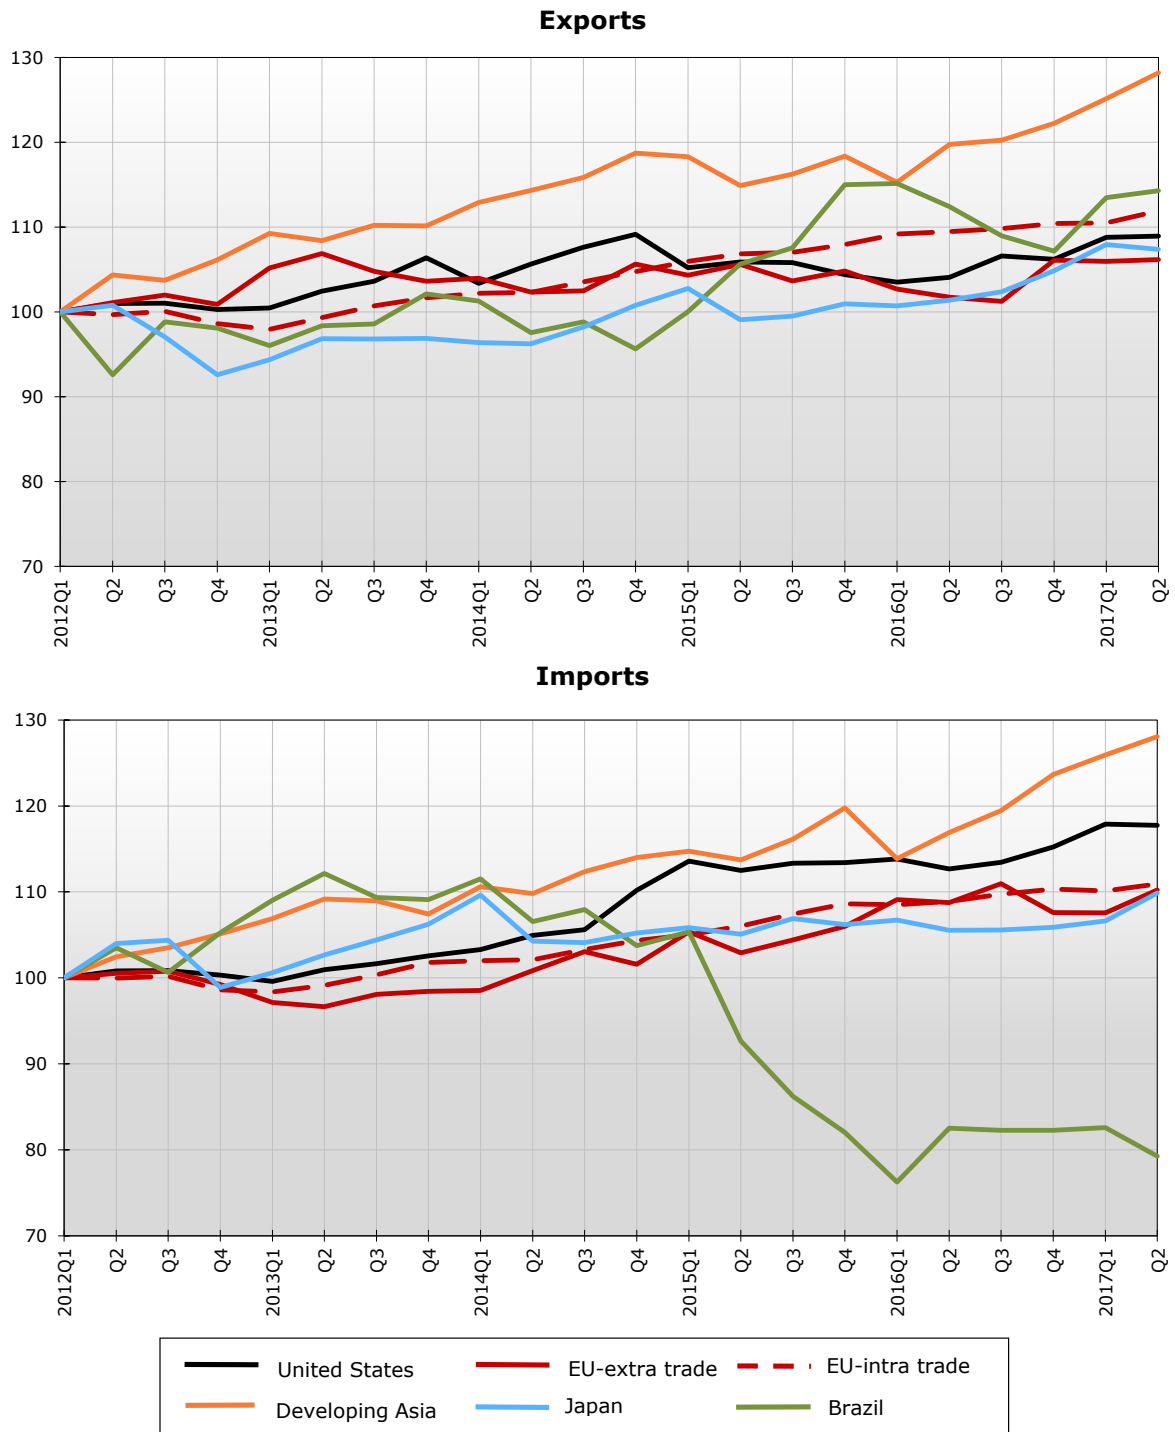 Exports
130
120
110
100
90
80
70
2012Q1 Q2 Q3 Q4 2013Q1 Q2 Q3 Q4 2014Q1 Q2 Q3 Q4 2015Q1 Q2 Q3 Q4 2016Q1 Q2 Q3 Q4 2017Q1 Q2
Imports
130
120
110
100
90
80
70
2012Q1 Q2 Q3 Q4 2013Q1 Q2 Q3 Q4 2014Q1 Q2 Q3 Q4 2015Q1 Q2 Q3 Q4 2016Q1 Q2 Q3 Q4 2017Q1 Q2
United States EU-extra trade EU-intra trade
Developing Asia Japan Brazil